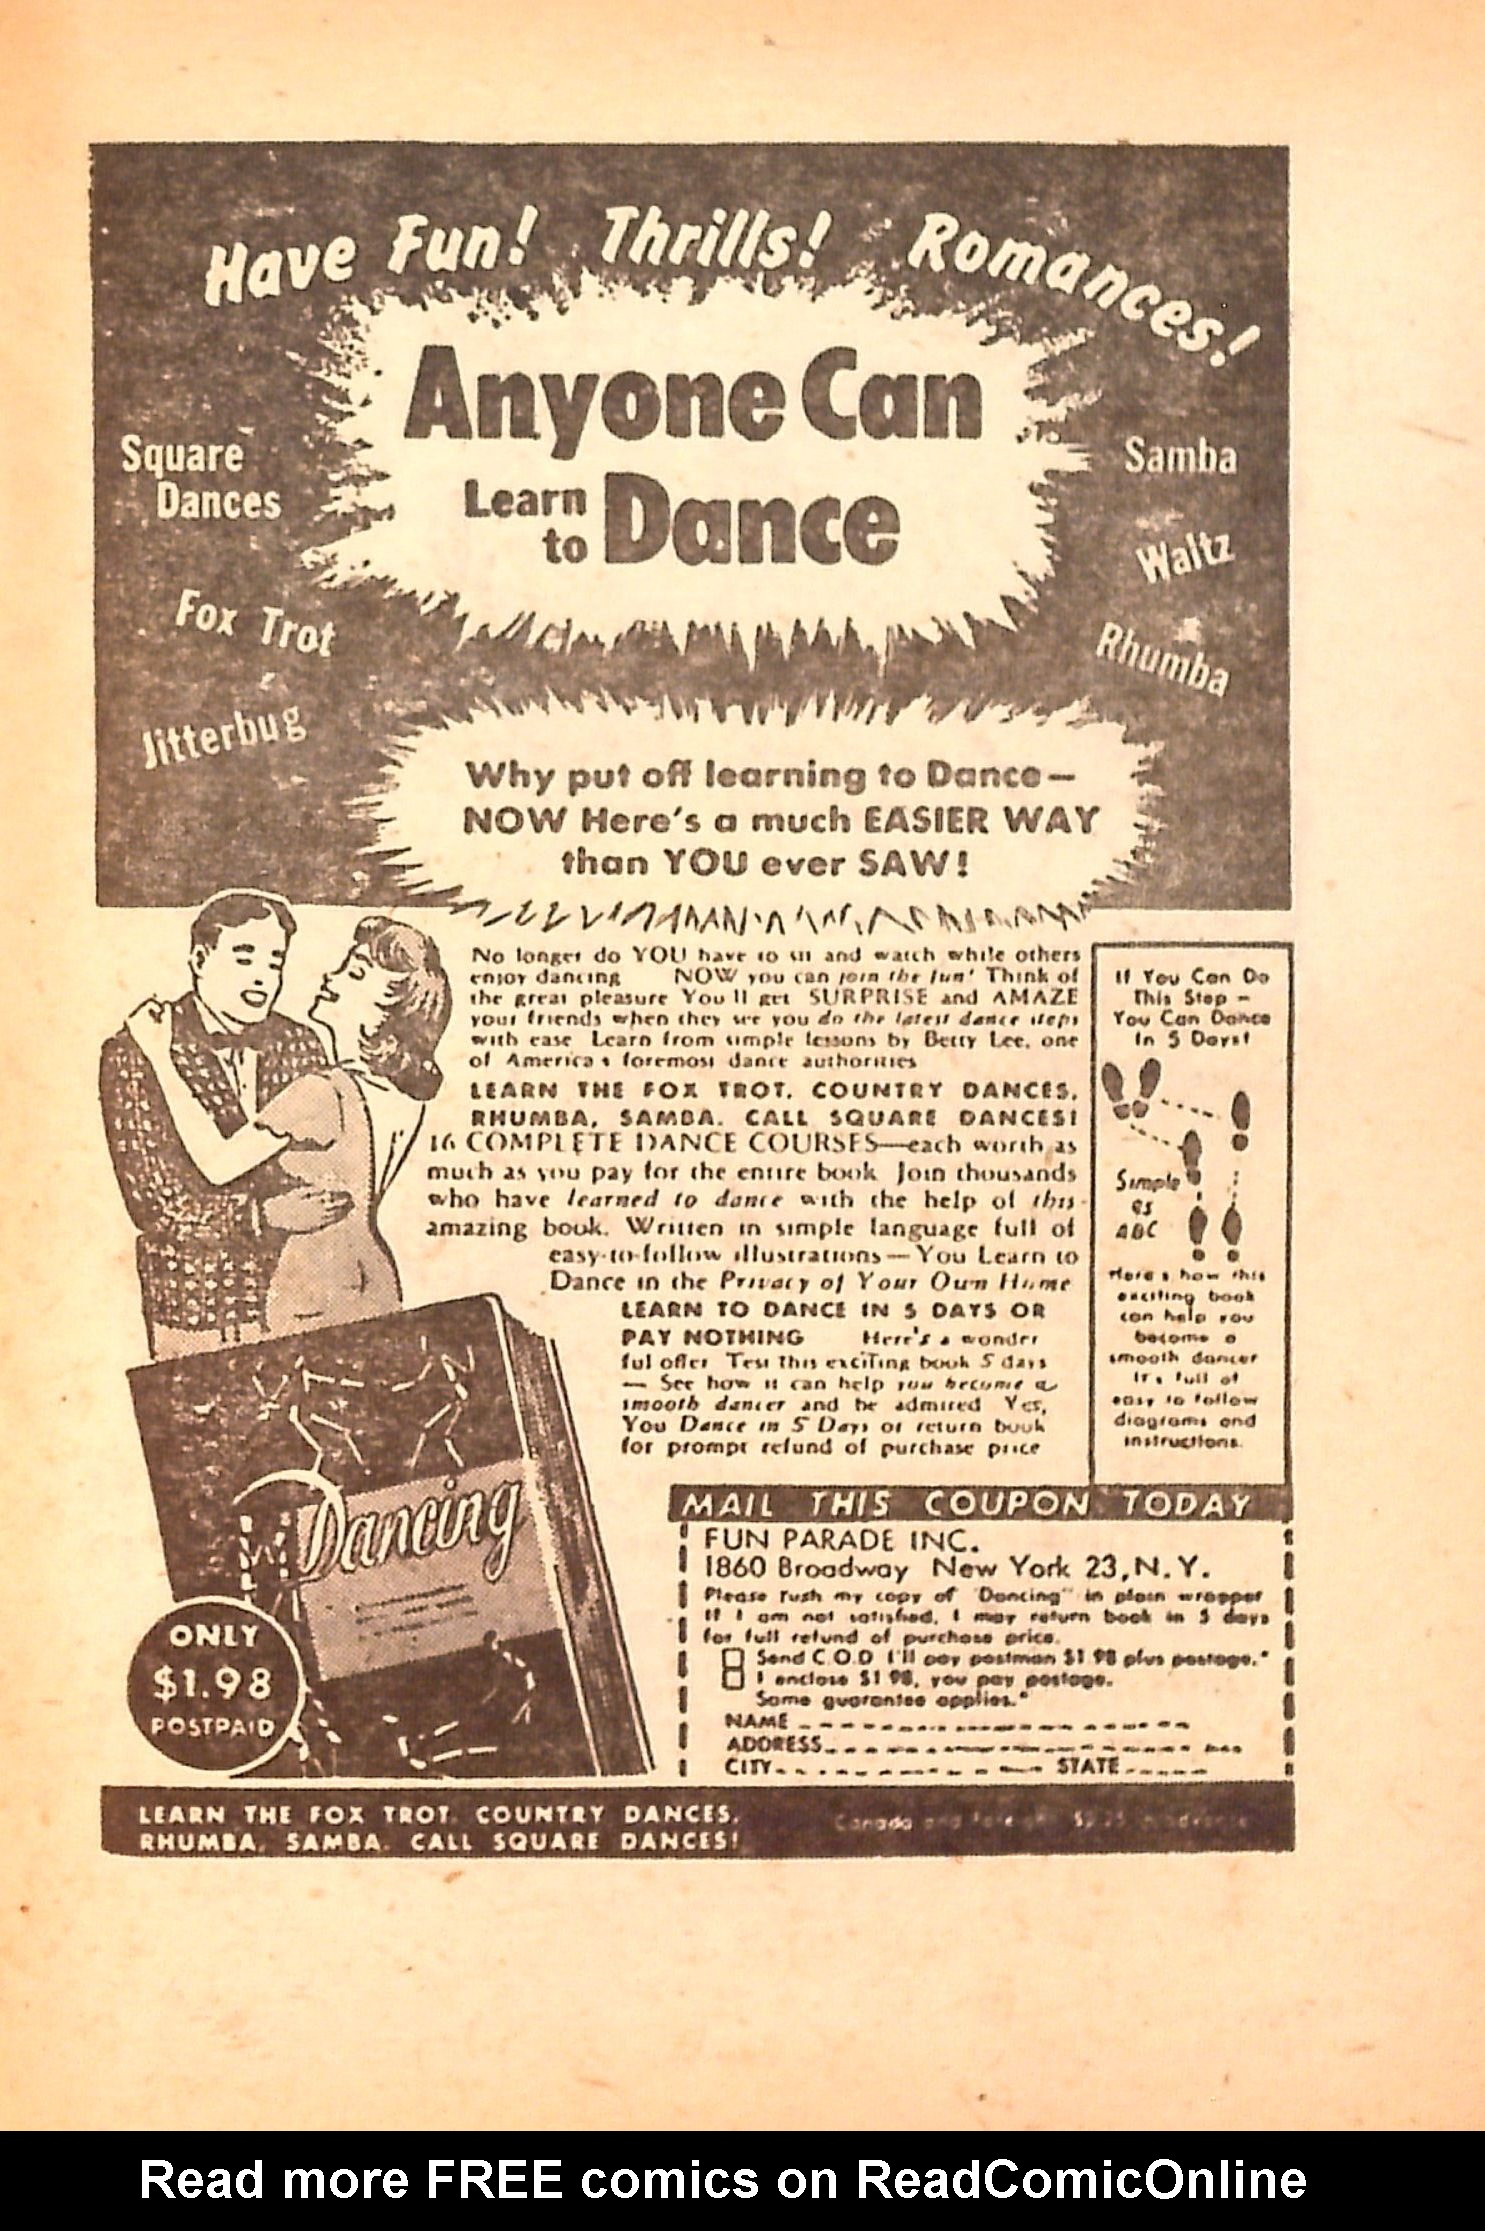 Have Fun! Thrills! Romances!
Anyone Can
Learn
to Dance
Square
Dances
Fox Trot
Jitterbug
Samba
Waltz
Rhumba
Why put off learning to Dance—
NOW Here's a much EASIER WAY
than YOU ever SAW!
No longer do YOU have to sit and watch while others
enjoy dancing NOW you can join the fun! Think of
the great pleasure You'll get SURPRISE and AMAZE
your friends when they see you do the latest dance steps
with ease Learn from simple lessons by Betty Lee, one
of America's foremost dance authorities
LEARN THE FOX TROT. COUNTRY DANCES.
RHUMBA, SAMBA. CALL SQUARE DANCES!
16 COMPLETE DANCE COURSES—each worth as
much as you pay for the entire book Join thousands
who have learned to dance with the help of this
amazing book. Written in simple language full of
easy-to-follow illustrations—You Learn to
Dance in the Privacy of Your Own Home
LEARN TO DANCE IN 5 DAYS OR
PAY NOTHING Here's a wonder
ful offer Test this exciting book 5 days
— See how it can help you become a
smooth dancer and be admired Yes,
You Dance in 5 Days or return book
for prompt refund of purchase price
If You Can Do
This Step –
You Can Dance
In 5 Days!
Simple
as
ABC
Here's how this
exciting book
can help you
become a
smooth dancer
It's full of
easy to follow
diagrams and
instructions.
Dancing
ONLY
$1.98
POSTPAID
MAIL THIS COUPON TODAY
FUN PARADE INC.
1860 Broadway New York 23, N.Y.
Please rush my copy of "Dancing" in plain wrapper
If I am not satisfied, I may return book in 5 days
for full refund of purchase price.
Send C.O.D I'll pay postman $1 98 plus postage.*
I enclose $1 98, you pay postage.
Same guarantee applies.*
NAME
ADDRESS
CITY STATE
LEARN THE FOX TROT. COUNTRY DANCES.
RHUMBA, SAMBA. CALL SQUARE DANCES!
Canada and
Read more FREE comics on ReadComicOnline